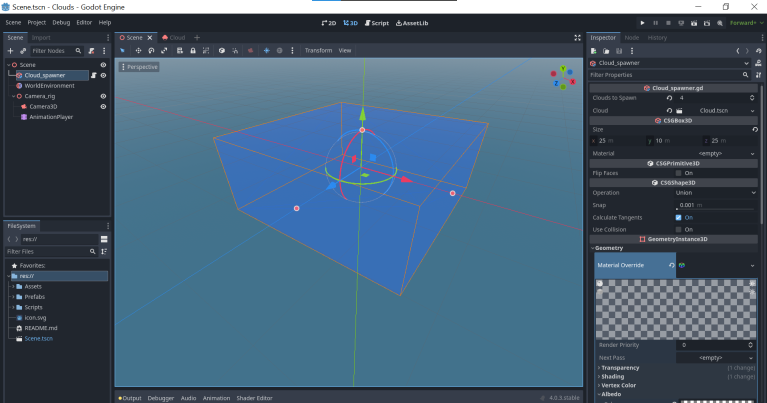 Scene.tscn - Clouds - Godot Engine
Scene Project Debug Editor Help
2D 3D Script AssetLib
Forward+
Scene Import
Filter Nodes
Scene
Cloud_spawner
WorldEnvironment
Camera_rig
Camera3D
AnimationPlayer
FileSystem
res://
Filter Files
Favorites:
res://
Assets
Prefabs
Scripts
icon.svg
README.md
Scene.tscn
Scene Cloud
Transform View
Perspective
Output Debugger Audio Animation Shader Editor
4.0.3.stable
Inspector Node History
Cloud_spawner
Filter Properties
Cloud_spawner.gd
Clouds to Spawn 4
Cloud Cloud.tscn
CSGBox3D
Size
x 25 m y 10 m z 25 m
Material <empty>
CSGPrimitive3D
Flip Faces On
CSGShape3D
Operation Union
Snap 0.001 m
Calculate Tangents On
Use Collision On
GeometryInstance3D
Geometry
Material Override
Render Priority 0
Next Pass <empty>
Transparency (1 change)
Shading (1 change)
Vertex Color
Albedo